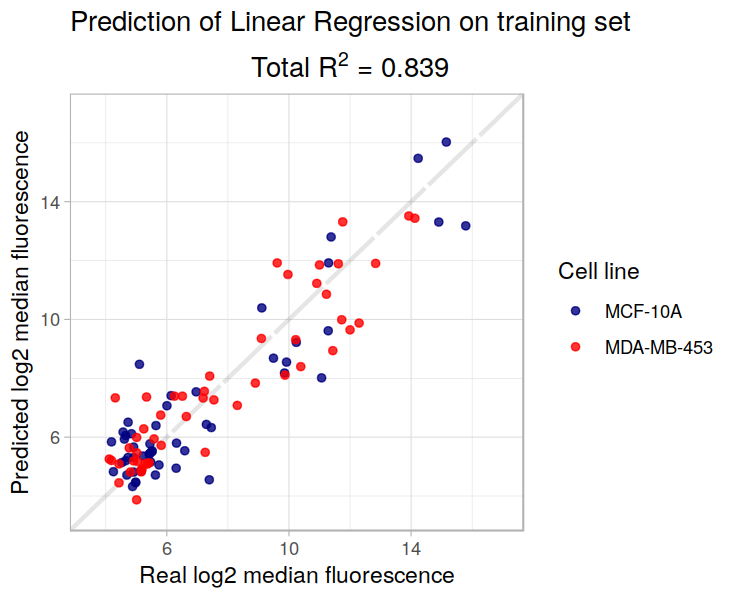 Prediction of Linear Regression on training set
Total R² = 0.839
Predicted log2 median fluorescence
14
10
6
6
10
14
Real log2 median fluorescence
Cell line
MCF-10A
MDA-MB-453